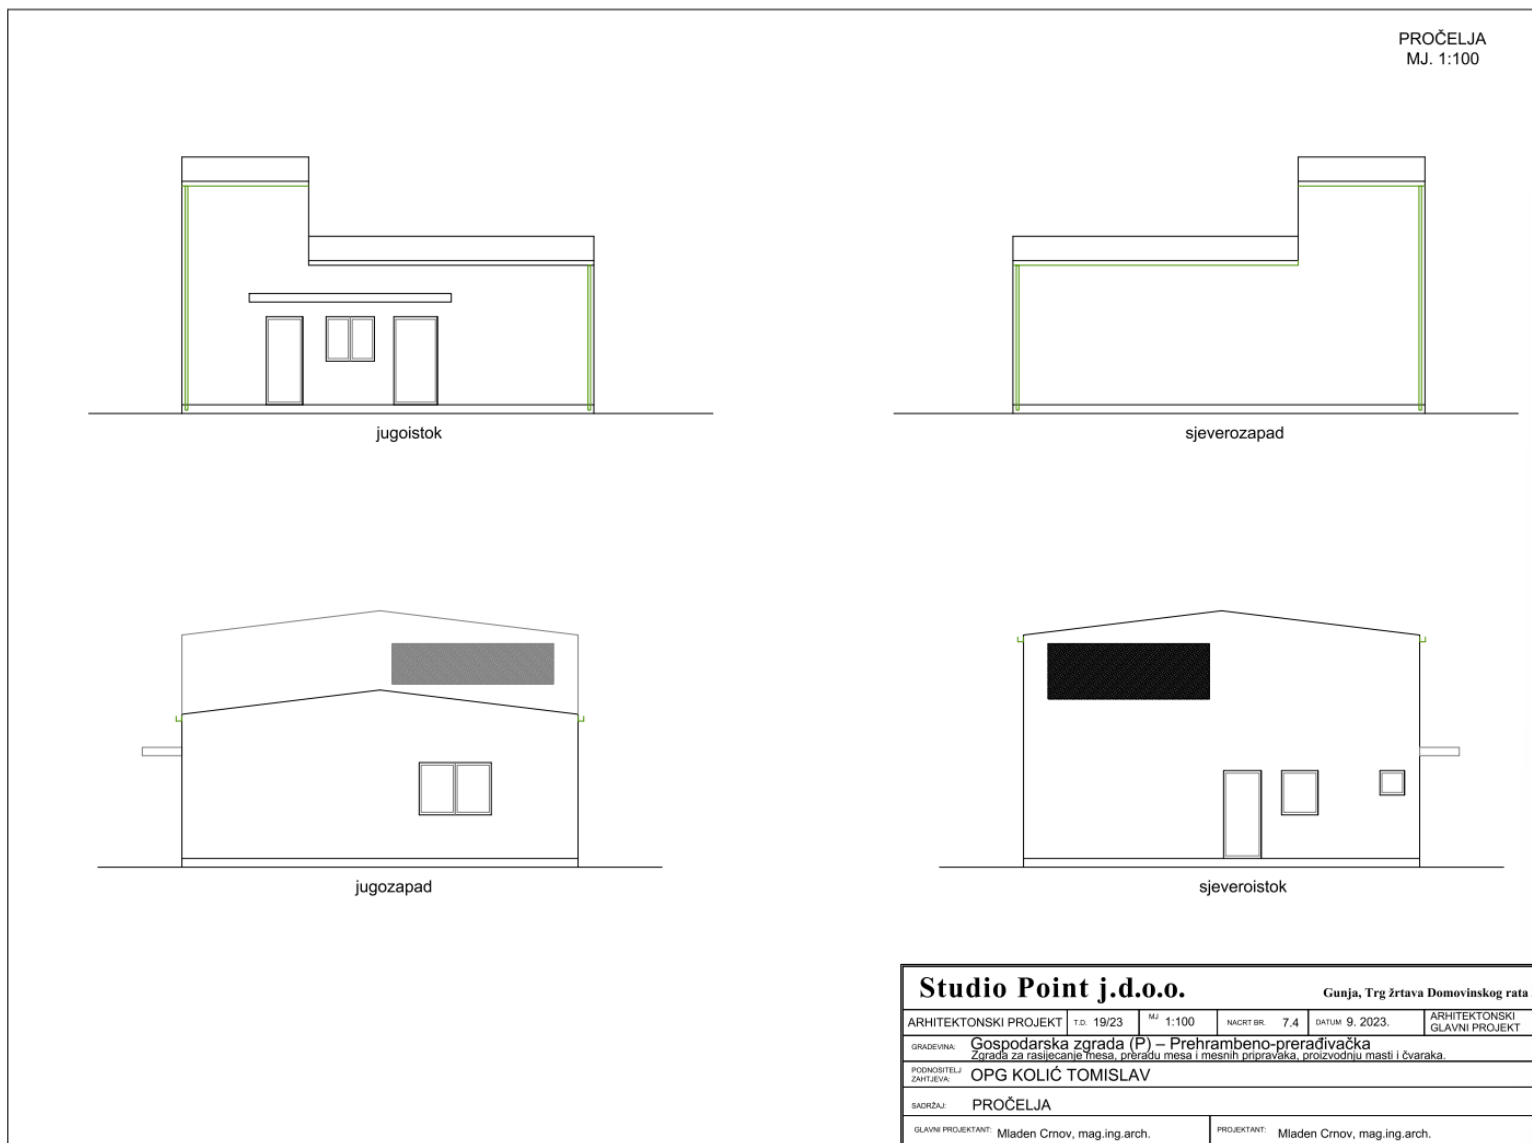 PROČELJA
MJ. 1:100
jugoistok
sjeverozapad
jugozapad
sjeveroistok
Studio Point j.d.o.o.
Gunja, Trg žrtava Domovinskog rata
ARHITEKTONSKI PROJEKT
T.D. 19/23
MJ 1:100
NACRT BR. 7.4
DATUM 9. 2023.
ARHITEKTONSKI
GLAVNI PROJEKT
GRAĐEVINA: Gospodarska zgrada (P) – Prehrambeno-prerađivačka
Zgrada za rasijecanje mesa, preradu mesa i mesnih pripravaka, proizvodnju masti i čvaraka.
PODNOSITELJ
ZAHTJEVA: OPG KOLIĆ TOMISLAV
SADRŽAJ: PROČELJA
GLAVNI PROJEKTANT: Mladen Crnov, mag.ing.arch.
PROJEKTANT: Mladen Crnov, mag.ing.arch.